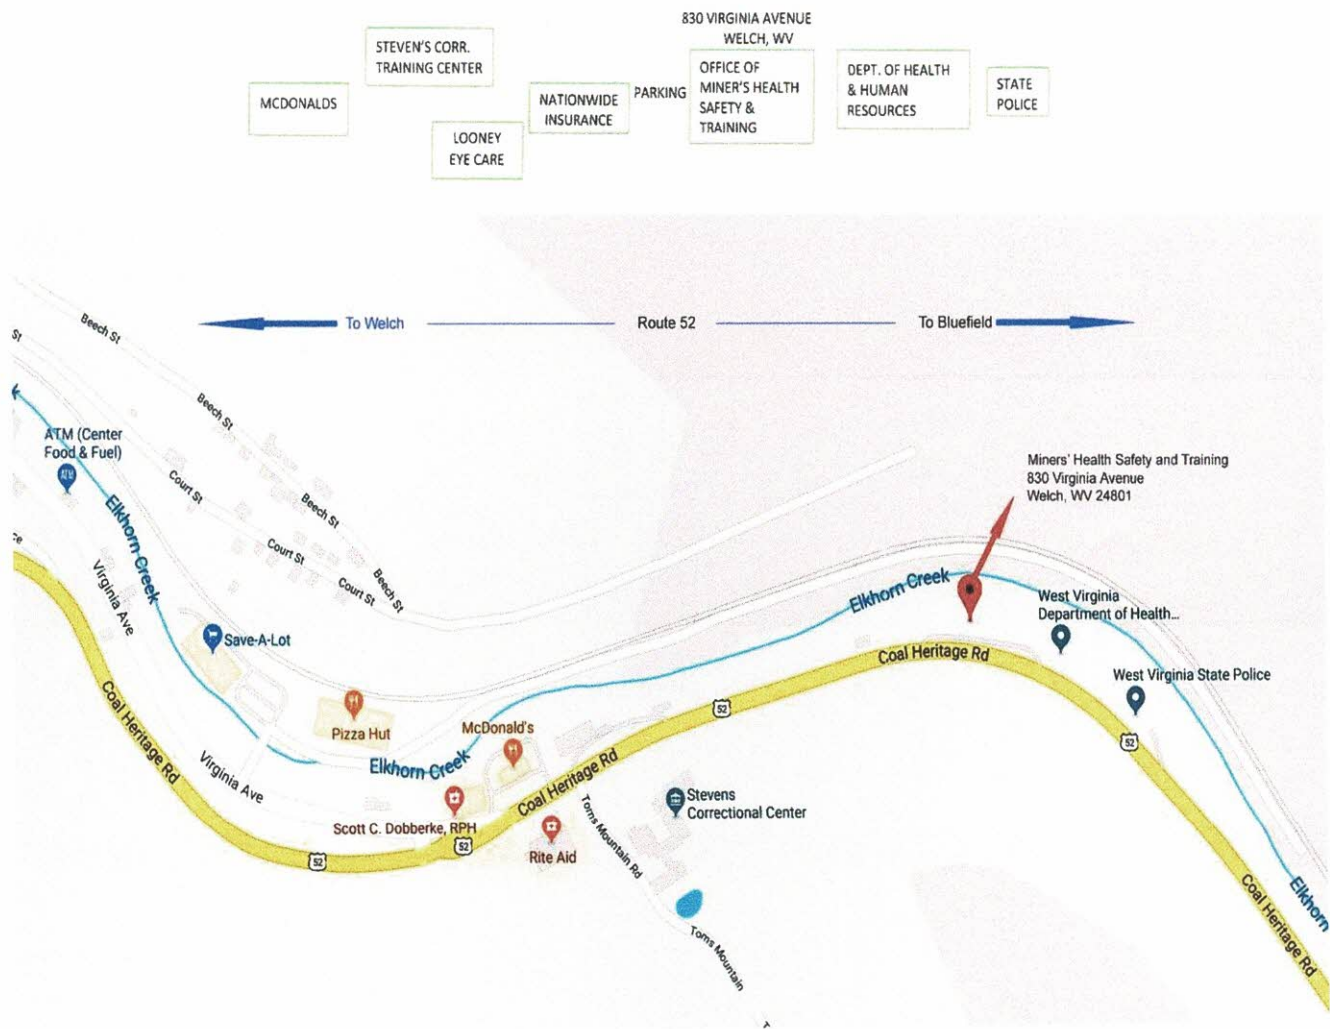 830 VIRGINIA AVENUE
WELCH, WV
STEVEN'S CORR.
TRAINING CENTER
MCDONALDS
LOONEY
EYE CARE
NATIONWIDE
INSURANCE
PARKING
OFFICE OF
MINER'S HEALTH
SAFETY &
TRAINING
DEPT. OF HEALTH
& HUMAN
RESOURCES
STATE
POLICE
To Welch
Route 52
To Bluefield
Beech St
St
Beech St
ATM (Center
Food & Fuel)
Court St
Beech St
Miners' Health Safety and Training
830 Virginia Avenue
Welch, WV 24801
Elkhorn Creek
Court St
Court St
Beech St
Elkhorn Creek
West Virginia
Department of Health...
Virginia Ave
Save-A-Lot
Coal Heritage Rd
West Virginia State Police
Coal Heritage Rd
Pizza Hut
McDonald's
52
52
Virginia Ave
Elkhorn Creek
Coal Heritage Rd
Stevens
Correctional Center
Scott C. Dobberke, RPH
Toms Mountain Rd
52
52
Rite Aid
Elkhorn
Coal Heritage Rd
Toms Mountain